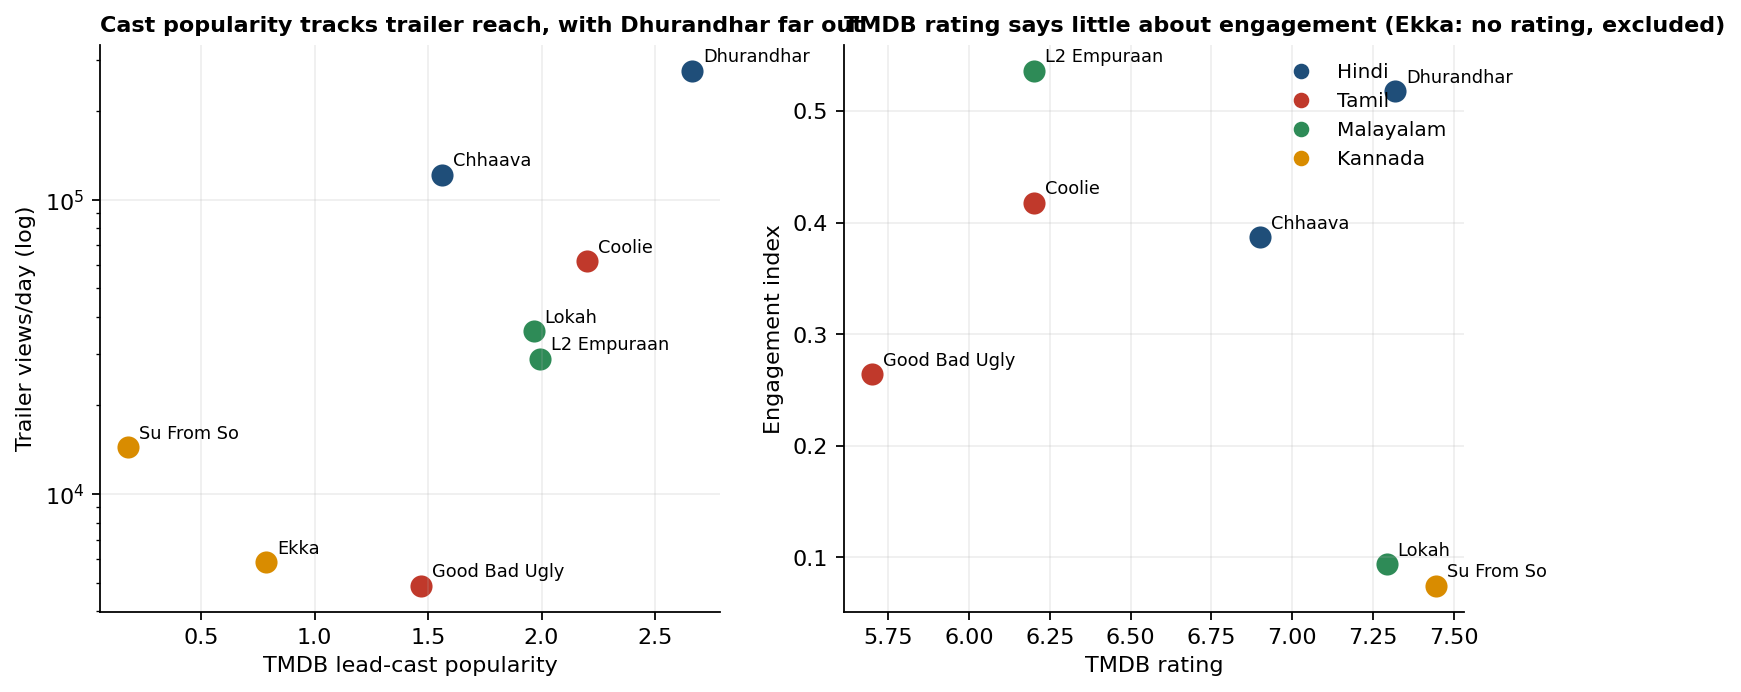 Cast popularity tracks trailer reach, with Dhurandhar far out
TMDB rating says little about engagement (Ekka: no rating, excluded)
Dhurandhar
Chhaava
Coolie
Lokah
L2 Empuraan
Su From So
Ekka
Good Bad Ugly
10⁵
10⁴
Trailer views/day (log)
0.5 1.0 1.5 2.0 2.5
TMDB lead-cast popularity
L2 Empuraan
Hindi
Dhurandhar
Tamil
Malayalam
Kannada
Coolie
Chhaava
Good Bad Ugly
Lokah
Su From So
0.5
0.4
0.3
0.2
0.1
Engagement index
5.75 6.00 6.25 6.50 6.75 7.00 7.25 7.50
TMDB rating